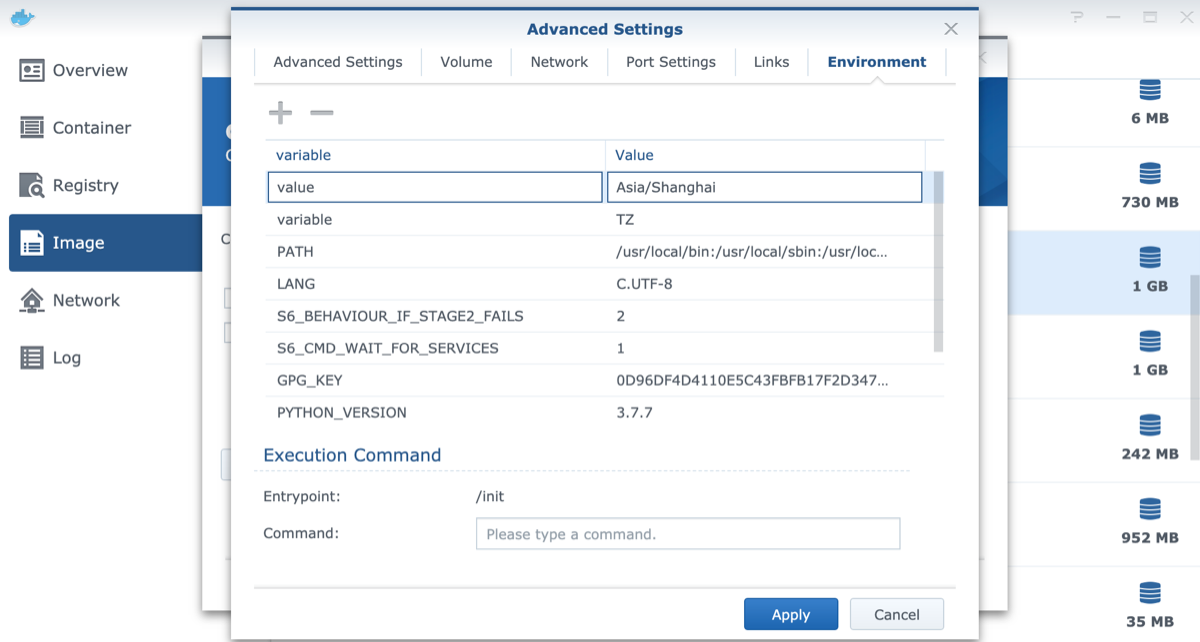 Advanced Settings
Overview
Container
Registry
Image
Network
Log
Advanced Settings Volume Network Port Settings Links Environment
variable Value
value Asia/Shanghai
variable TZ
PATH /usr/local/bin:/usr/local/sbin:/usr/loc...
LANG C.UTF-8
S6_BEHAVIOUR_IF_STAGE2_FAILS 2
S6_CMD_WAIT_FOR_SERVICES 1
GPG_KEY 0D96DF4D4110E5C43FBFB17F2D347...
PYTHON_VERSION 3.7.7
Execution Command
Entrypoint: /init
Command: Please type a command.
Apply Cancel
6 MB
730 MB
1 GB
1 GB
242 MB
952 MB
35 MB